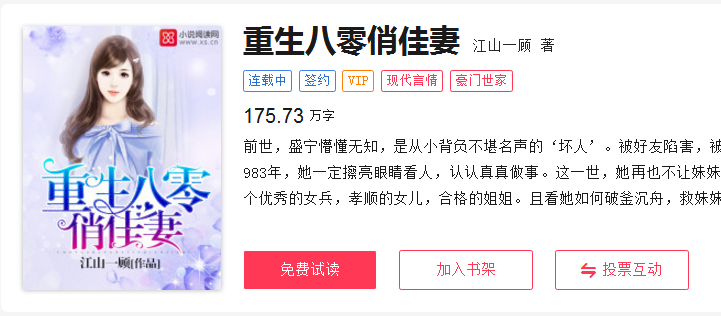 小说阅读网
www.xs.cn
重生八零
俏佳妻
江山一顾[作品]
重生八零俏佳妻 江山一顾 著
连载中 签约 VIP 现代言情 豪门世家
175.73 万字
前世，盛宁懵懂无知，是从小背负不堪名声的‘坏人’。被好友陷害，被
983年，她一定擦亮眼睛看人，认认真真做事。这一世，她再也不让妹妹
个优秀的女兵，孝顺的女儿，合格的姐姐。且看她如何破釜沉舟，救妹妹
免费试读 加入书架 投票互动